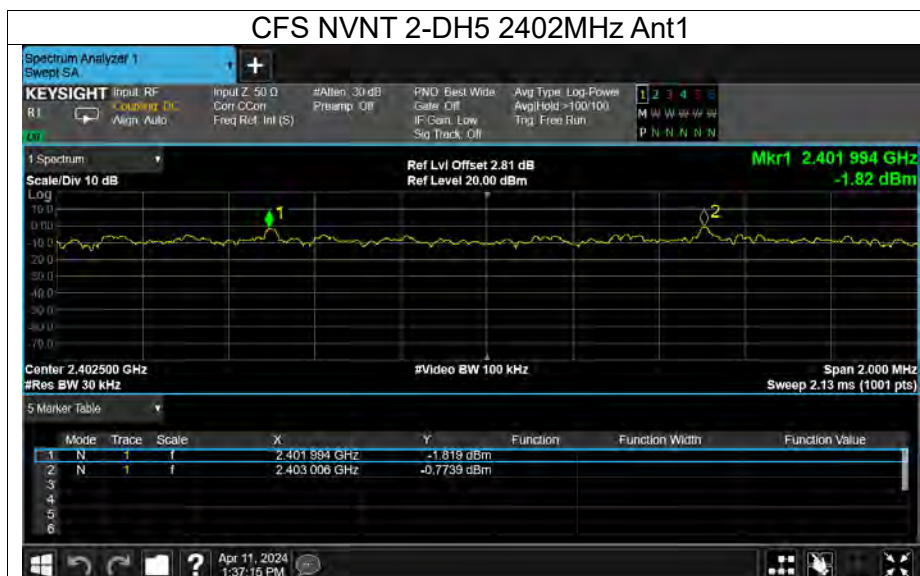 CFS NVNT 2-DH5 2402MHz Ant1
Spectrum Analyzer 1
Swept SA
+
KEYSIGHT Input: RF
R1 Coupling: DC
Align: Auto
Input Z: 50 Ω
Corr CCorr
Freq Ref: Int (S)
#Atten: 30 dB
Preamp: Off
PNO: Best Wide
Gate: Off
IF Gain: Low
Sig Track: Off
Avg Type: Log-Power
Avg|Hold: >100/100
Trig: Free Run
1 2 3 4 5 6
M W W W W W
P N N N N N
1 Spectrum
Scale/Div 10 dB
Ref Lvl Offset 2.81 dB
Ref Level 20.00 dBm
Mkr1 2.401 994 GHz
-1.82 dBm
Log
10.0
0.00
-10.0
-20.0
-30.0
-40.0
-50.0
-60.0
-70.0
1
2
Center 2.402500 GHz
#Res BW 30 kHz
#Video BW 100 kHz
Span 2.000 MHz
Sweep 2.13 ms (1001 pts)
5 Marker Table
Mode Trace Scale X Y Function Function Width Function Value
1 N 1 f 2.401 994 GHz -1.819 dBm
2 N 1 f 2.403 006 GHz -0.7739 dBm
3
4
5
6
?
Apr 11, 2024
1:37:15 PM